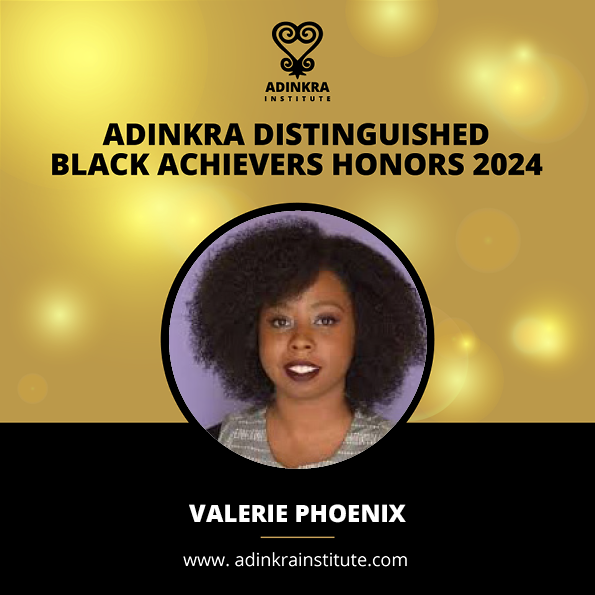 ADINKRA
INSTITUTE
ADINKRA DISTINGUISHED
BLACK ACHIEVERS HONORS 2024
VALERIE PHOENIX
www. adinkrainstitute.com